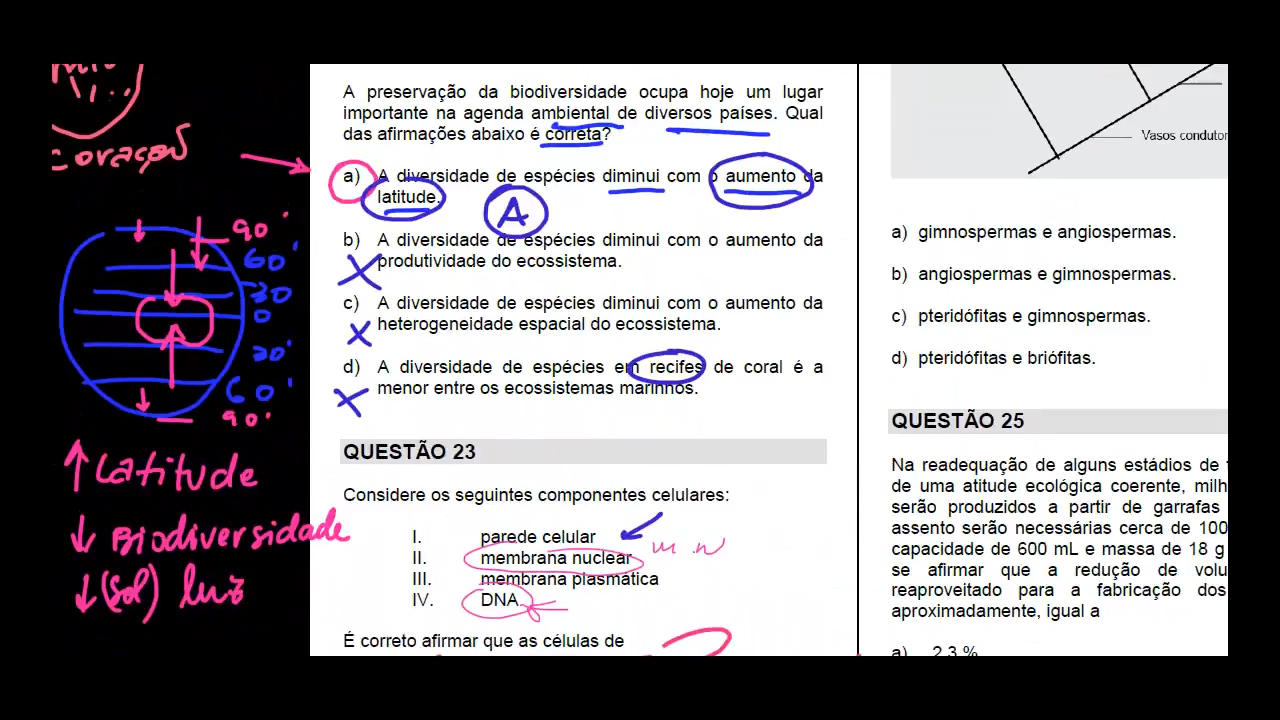 coração
90°
60°
30
0
30°
60°
90°
↑ Latitude
↓ Biodiversidade
↓ (Sol) luz
A preservação da biodiversidade ocupa hoje um lugar
importante na agenda ambiental de diversos países. Qual
das afirmações abaixo é correta?
a) A diversidade de espécies diminui com o aumento da
latitude.
A
b) A diversidade de espécies diminui com o aumento da
produtividade do ecossistema.
c) A diversidade de espécies diminui com o aumento da
heterogeneidade espacial do ecossistema.
d) A diversidade de espécies em recifes de coral é a
menor entre os ecossistemas marinhos.
QUESTÃO 23
Considere os seguintes componentes celulares:
I. parede celular
II. membrana nuclear
III. membrana plasmática
IV. DNA
É correto afirmar que as células de
Vasos condutor
a) gimnospermas e angiospermas.
b) angiospermas e gimnospermas.
c) pteridófitas e gimnospermas.
d) pteridófitas e briófitas.
QUESTÃO 25
Na readequação de alguns estádios de
de uma atitude ecológica coerente, milh
serão produzidos a partir de garrafas
assento serão necessárias cerca de 100
capacidade de 600 mL e massa de 18 g
se afirmar que a redução de volu
reaproveitado para a fabricação dos
aproximadamente, igual a
a) 2,3 %